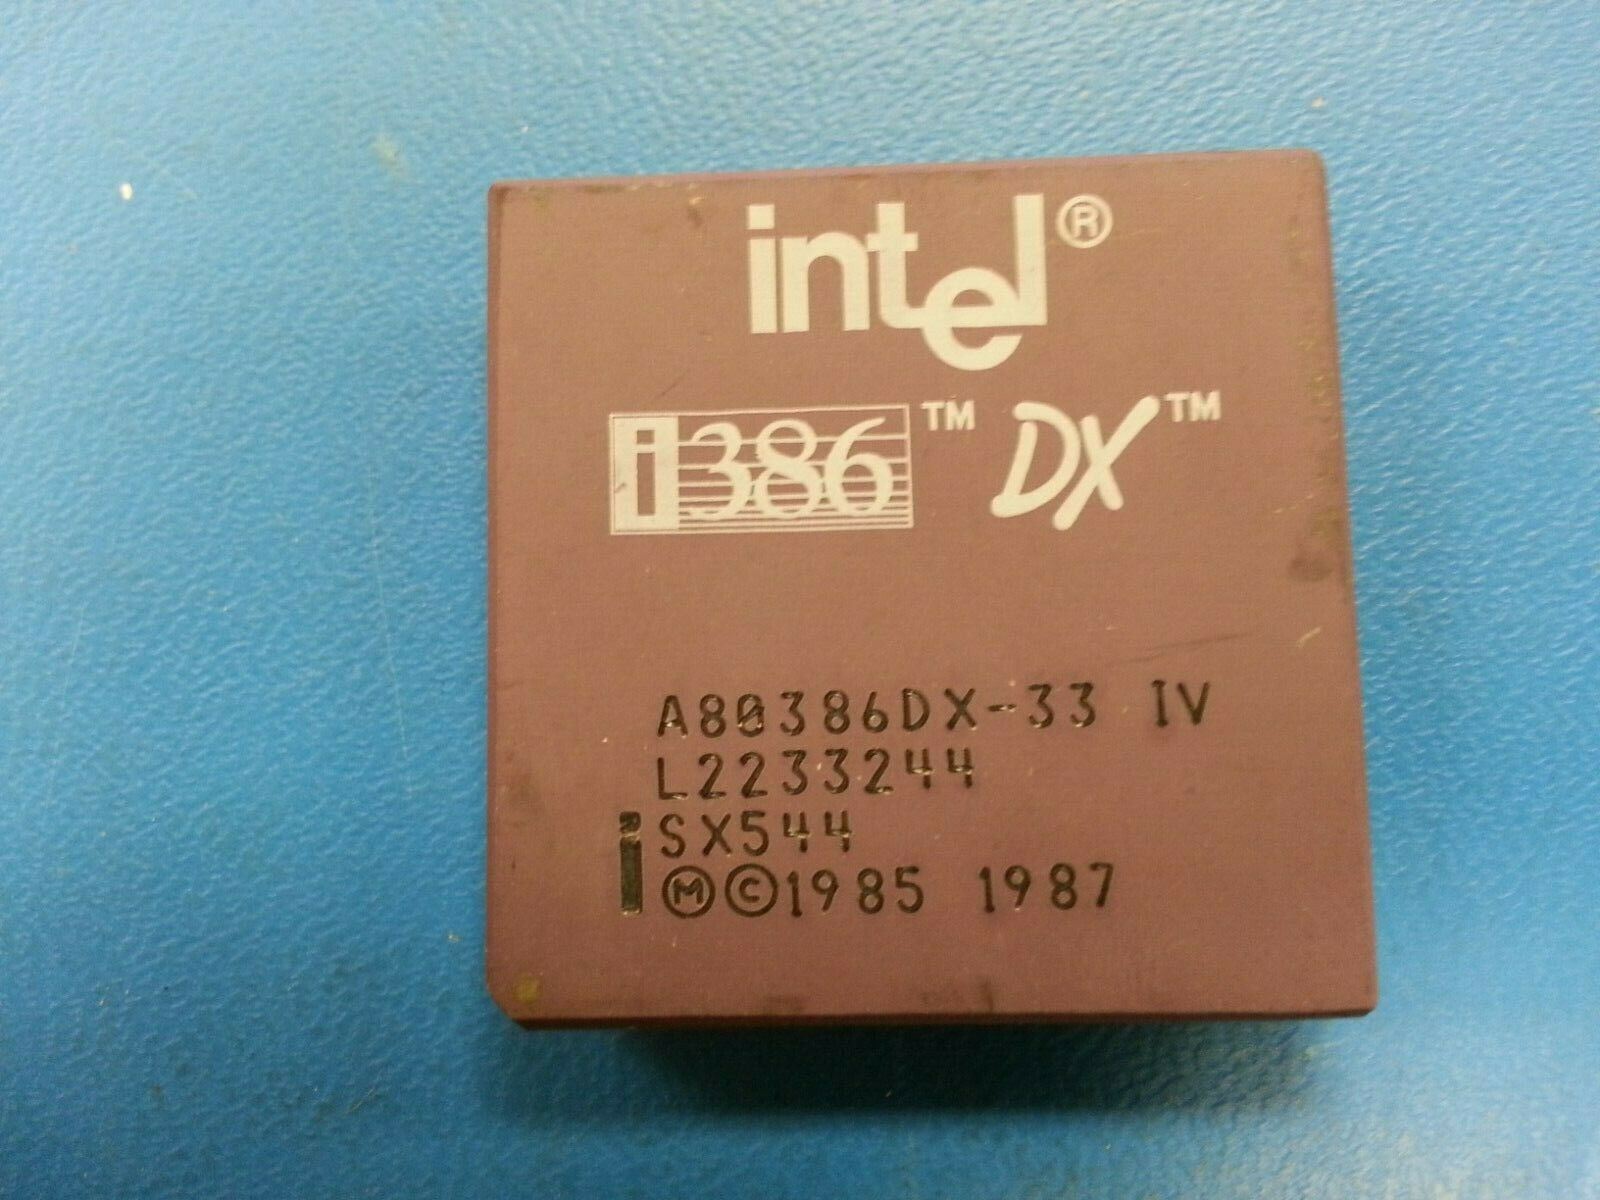 intel®
i386™ DX™
A80386DX-33 IV
L2233244
SX544
Ⓜ©1985 1987